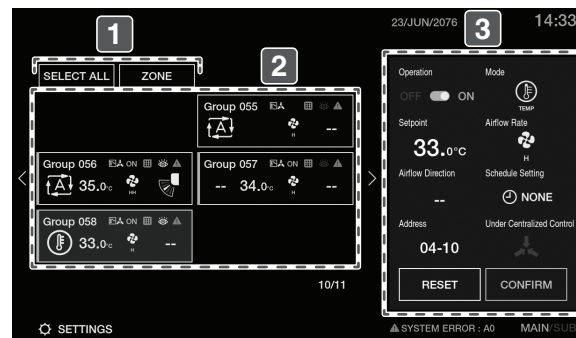 23/JUN/2076 14:33
1
2
3
SELECT ALL ZONE
Group 055
A H --
Group 056 ON
A 35.0°c HH
Group 057 ON
-- 34.0°c H --
Group 058 ON
33.0°c H --
10/11
SETTINGS
Operation Mode
OFF ON TEMP
Setpoint Airflow Rate
33.0°C H
Airflow Direction Schedule Setting
-- NONE
Address Under Centralized Control
04-10
RESET CONFIRM
SYSTEM ERROR : A0 MAIN/SUB